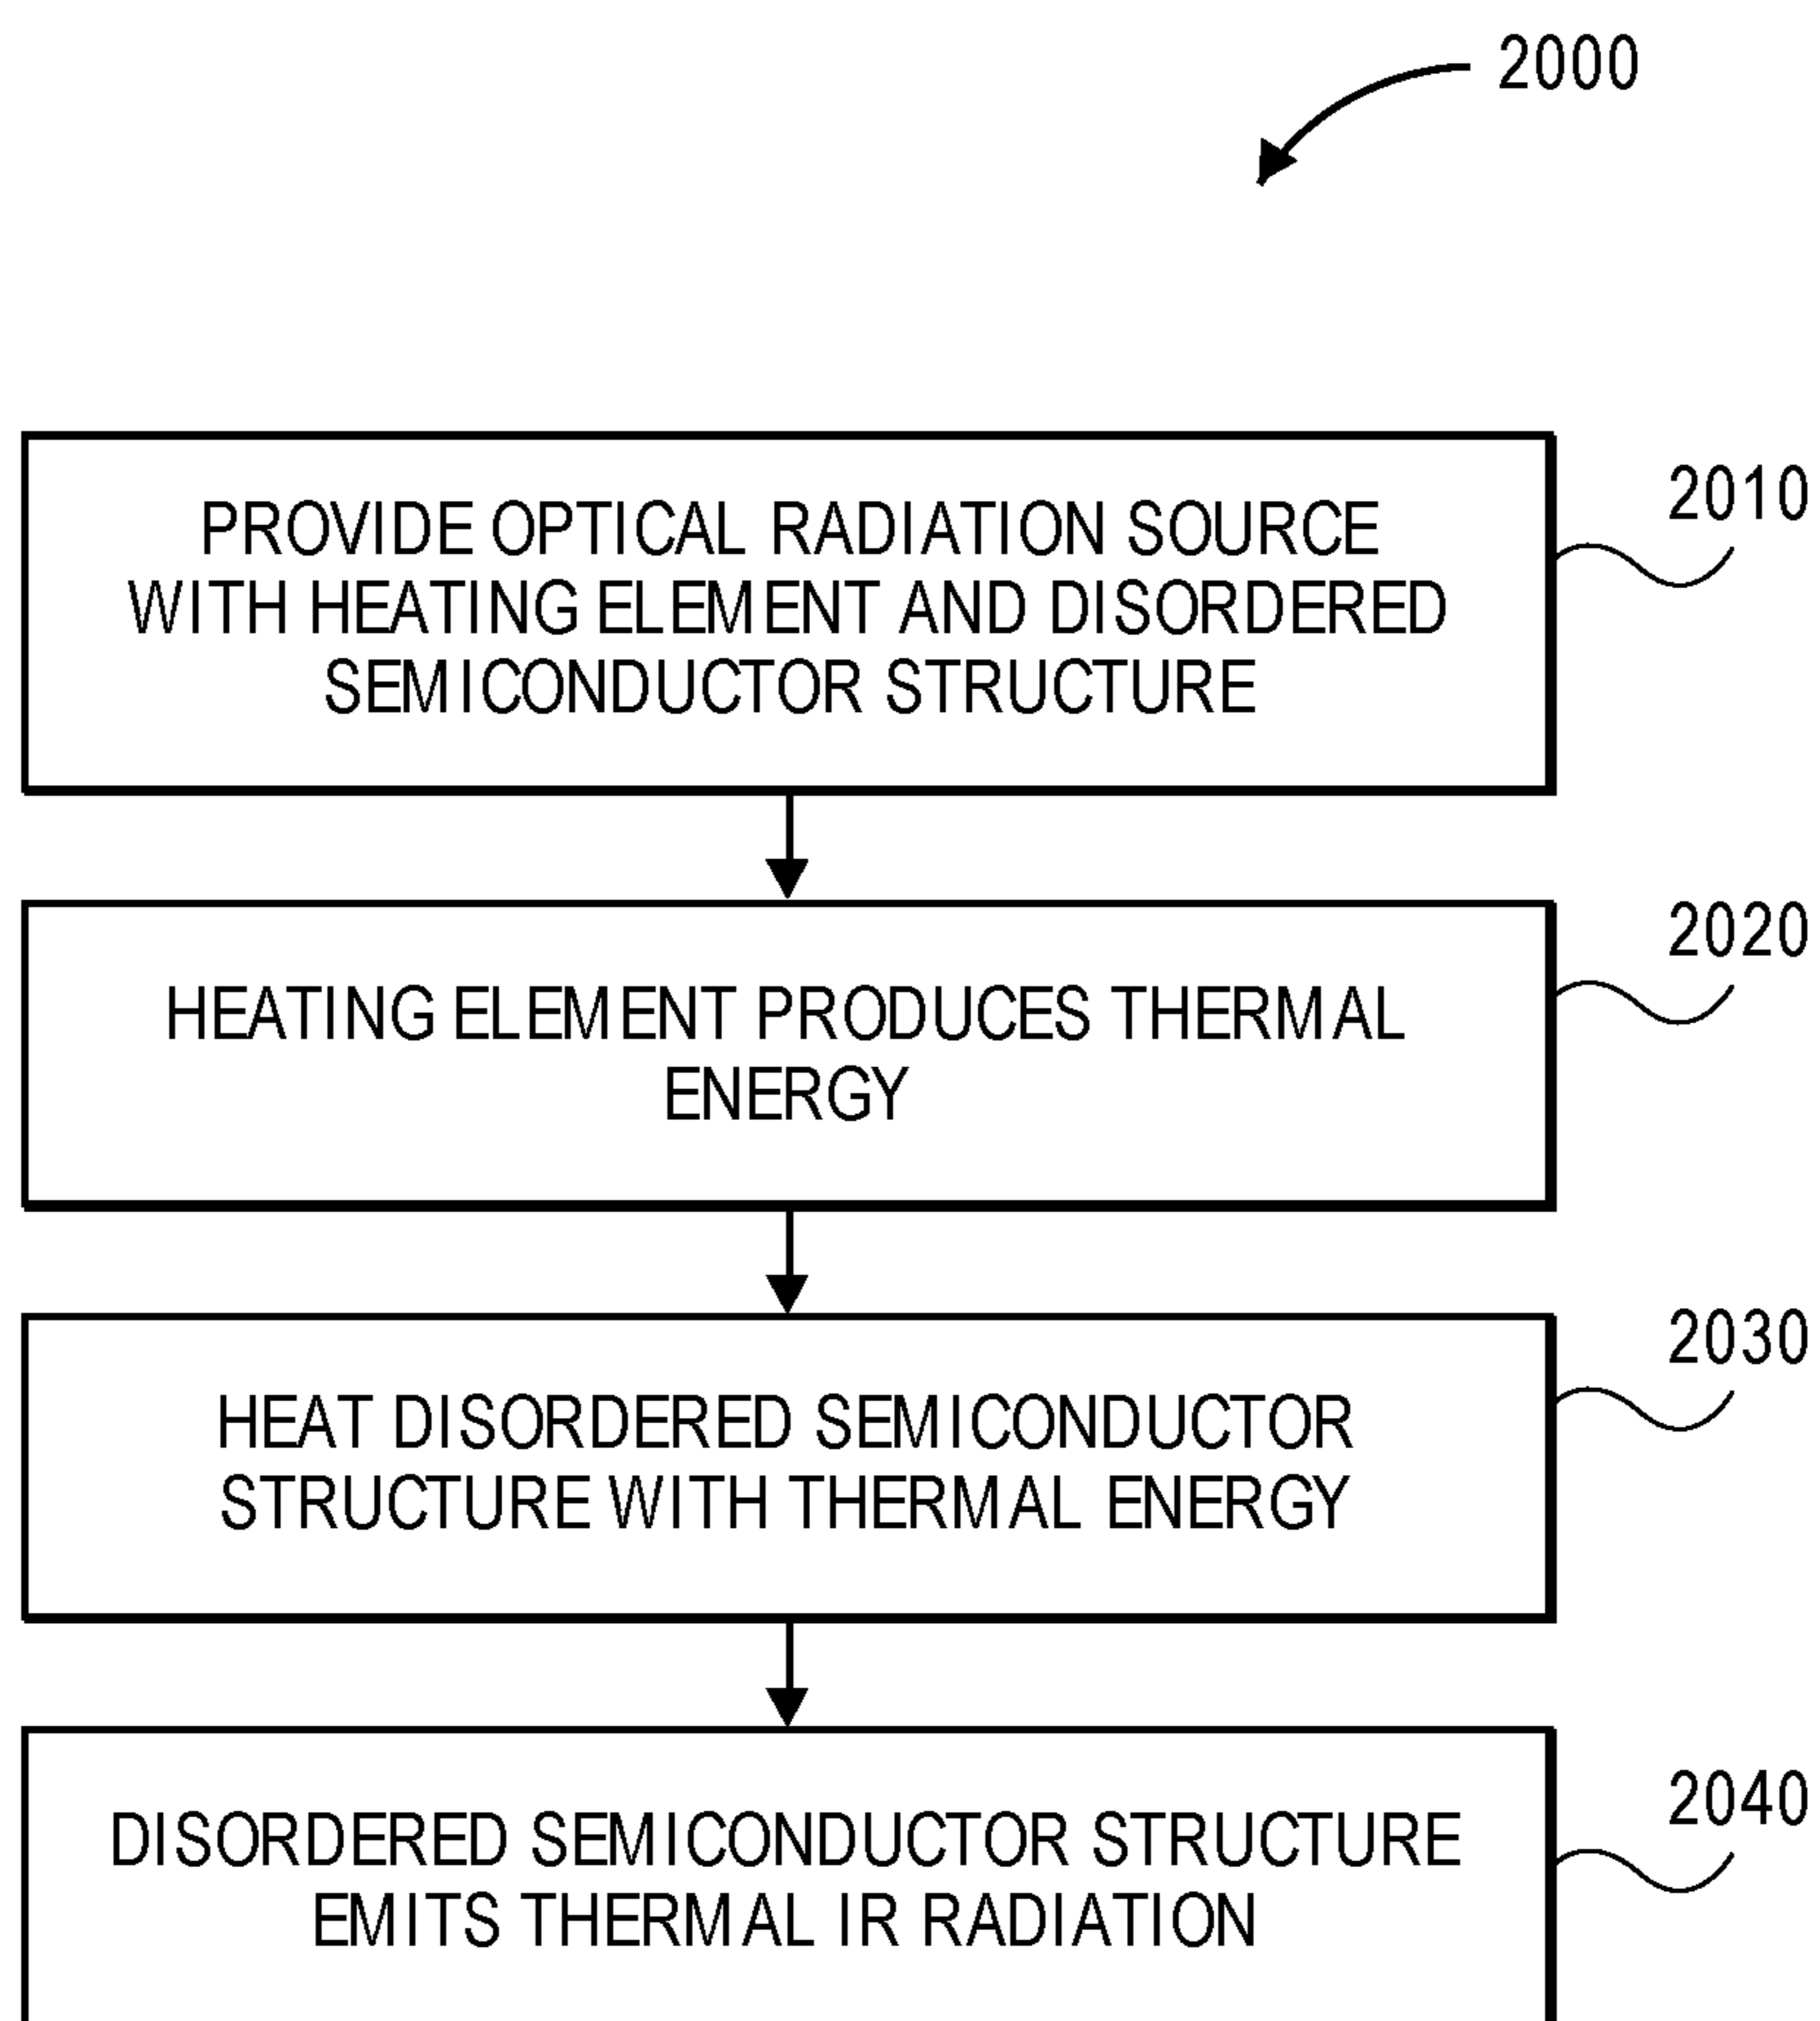 2000
PROVIDE OPTICAL RADIATION SOURCE
WITH HEATING ELEMENT AND DISORDERED
SEMICONDUCTOR STRUCTURE
2010
HEATING ELEMENT PRODUCES THERMAL
ENERGY
2020
HEAT DISORDERED SEMICONDUCTOR
STRUCTURE WITH THERMAL ENERGY
2030
DISORDERED SEMICONDUCTOR STRUCTURE
EMITS THERMAL IR RADIATION
2040